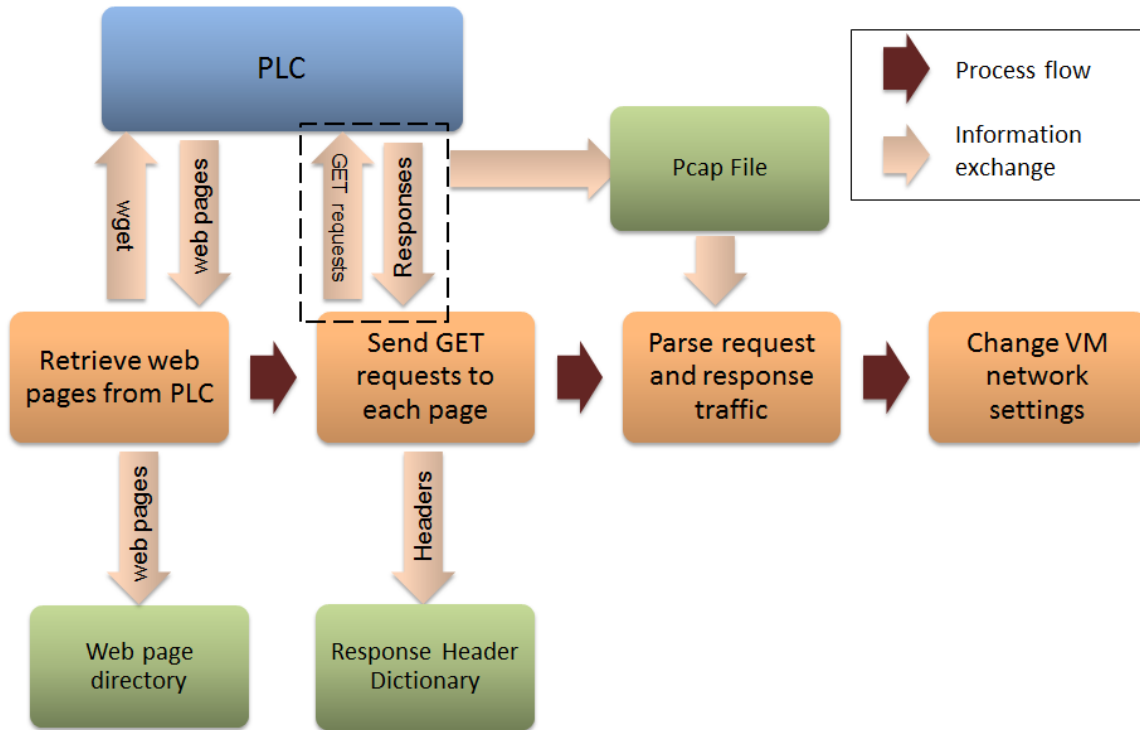 PLC
Process flow
Information
exchange
Pcap File
wget
web pages
GET requests
Responses
Retrieve web
pages from PLC
Send GET
requests to
each page
Parse request
and response
traffic
Change VM
network
settings
web pages
Headers
Web page
directory
Response Header
Dictionary